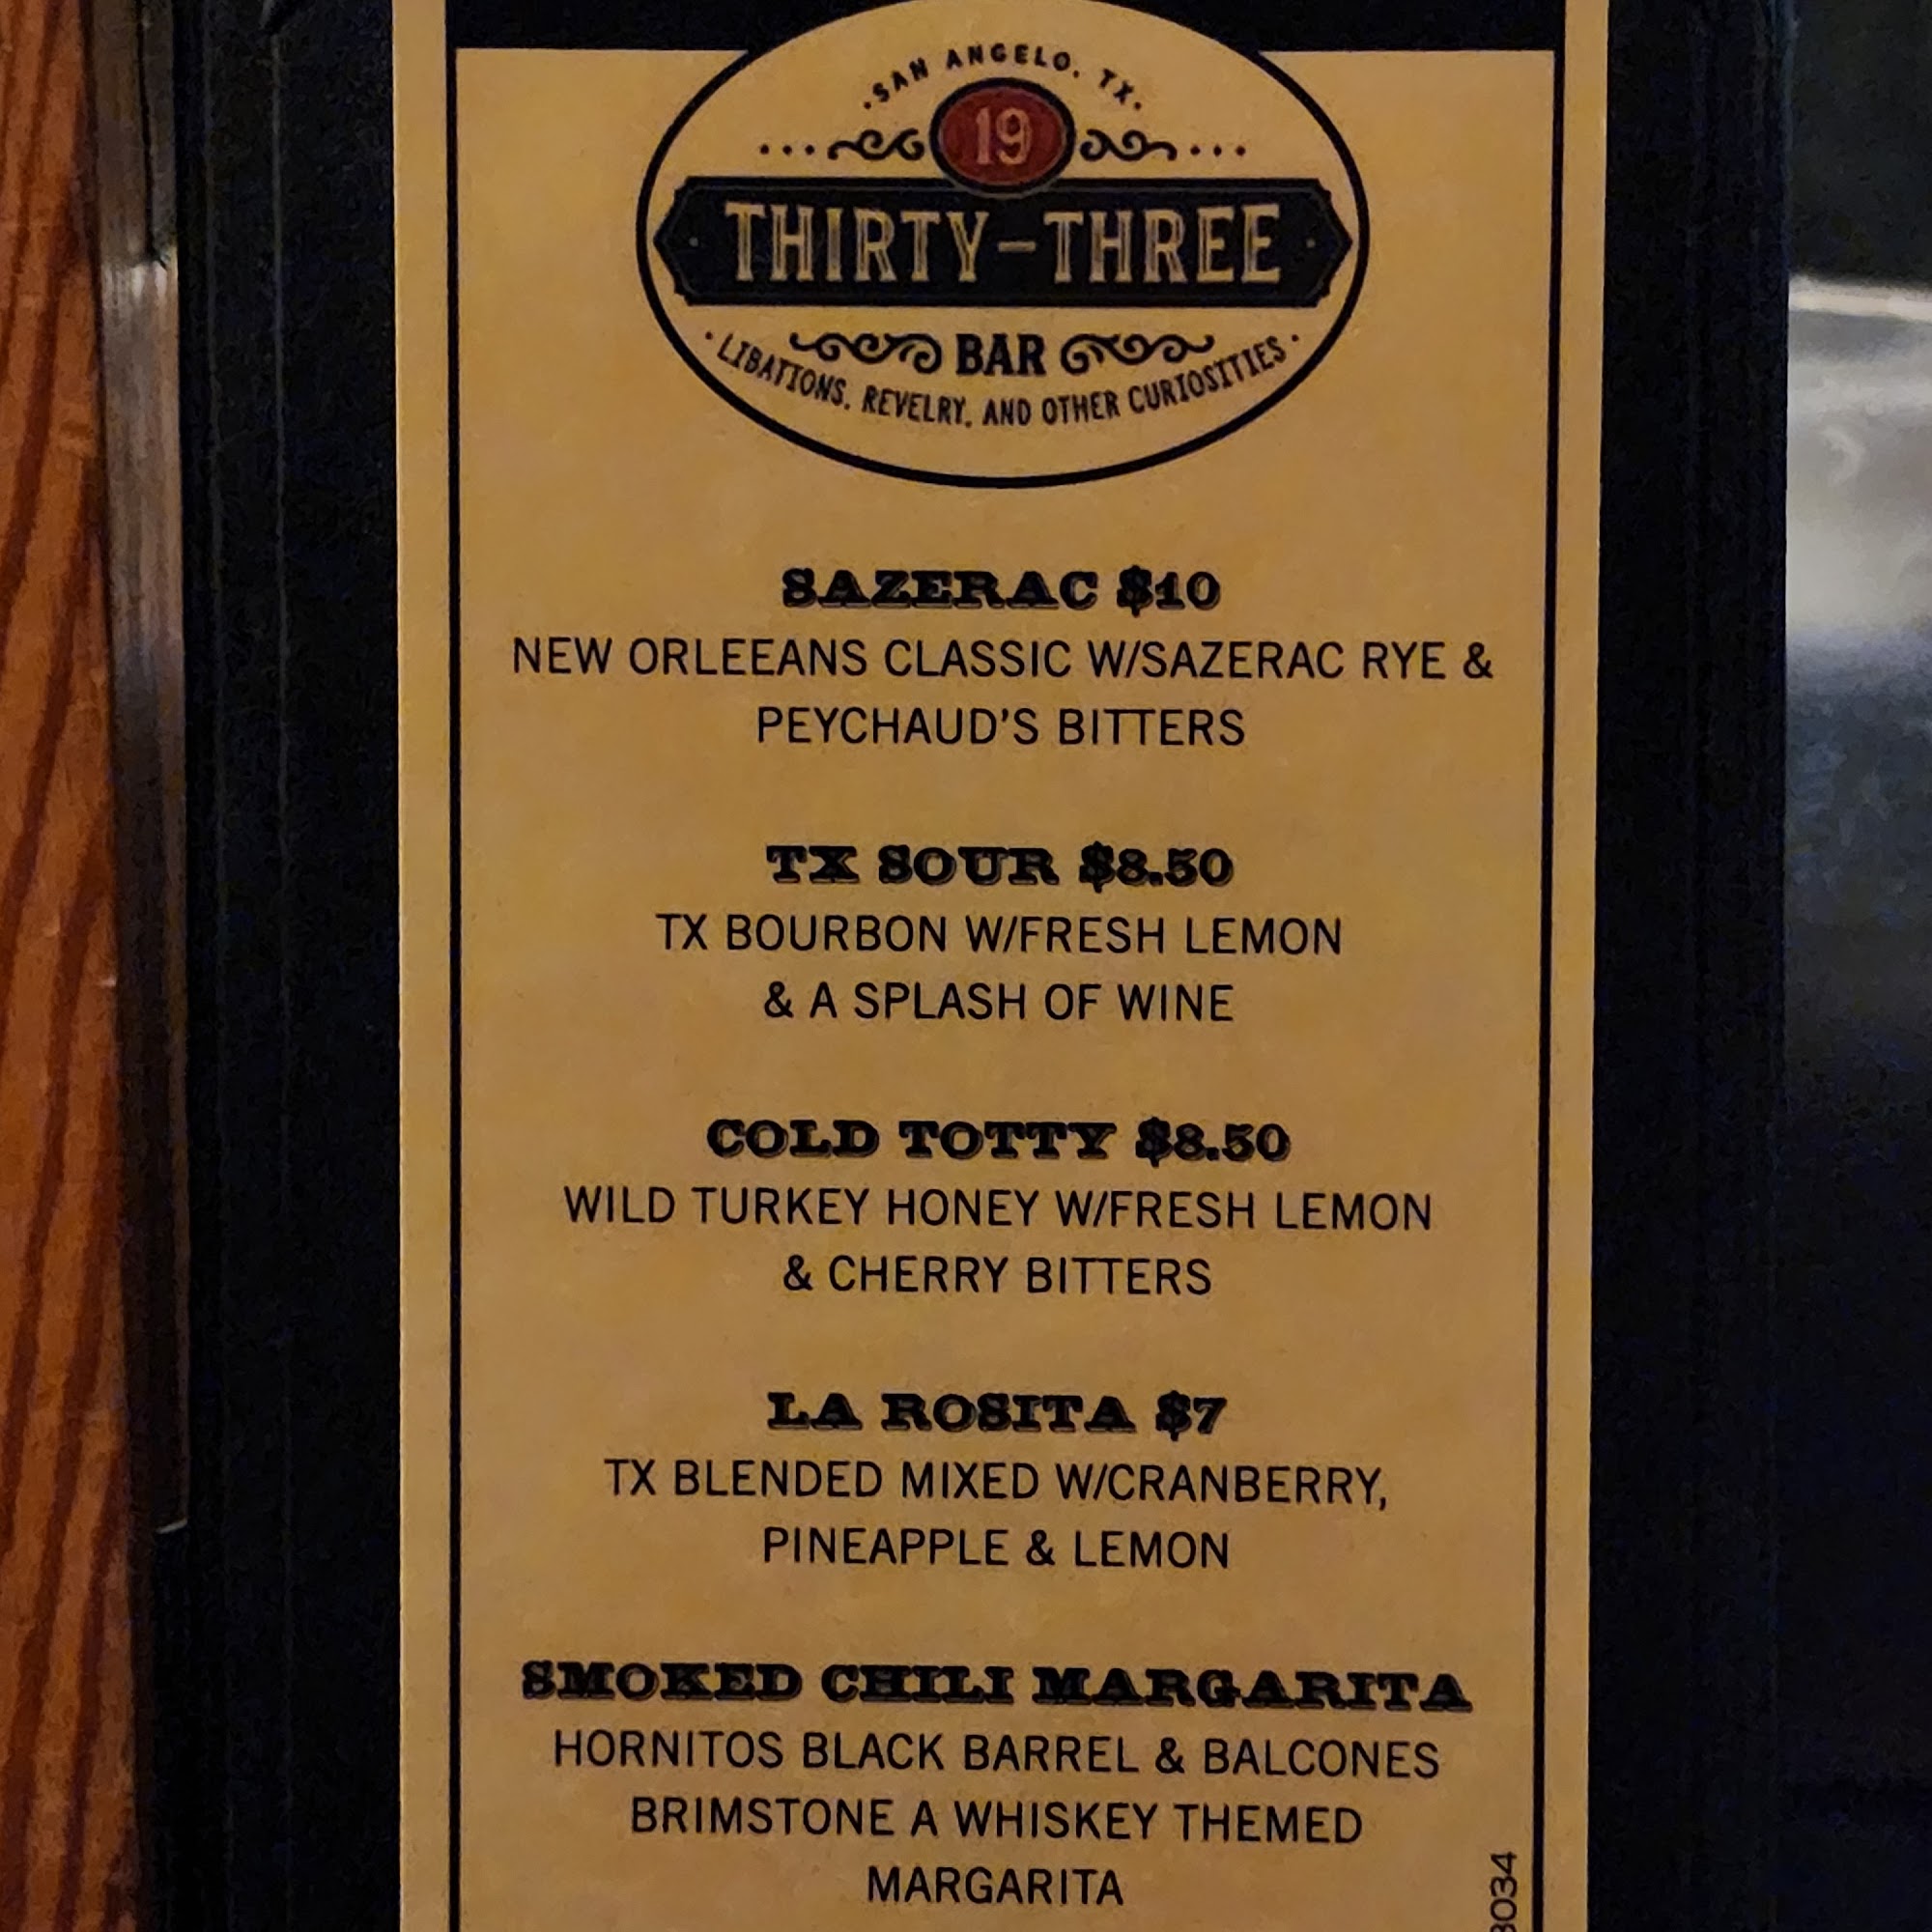 ·SAN ANGELO, TX·
19
THIRTY-THREE
BAR
·LIBATIONS, REVELRY, AND OTHER CURIOSITIES·
SAZERAC $10
NEW ORLEEANS CLASSIC W/SAZERAC RYE &
PEYCHAUD'S BITTERS
TX SOUR $8.50
TX BOURBON W/FRESH LEMON
& A SPLASH OF WINE
COLD TOTTY $8.50
WILD TURKEY HONEY W/FRESH LEMON
& CHERRY BITTERS
LA ROSITA $7
TX BLENDED MIXED W/CRANBERRY,
PINEAPPLE & LEMON
SMOKED CHILI MARGARITA
HORNITOS BLACK BARREL & BALCONES
BRIMSTONE A WHISKEY THEMED
MARGARITA